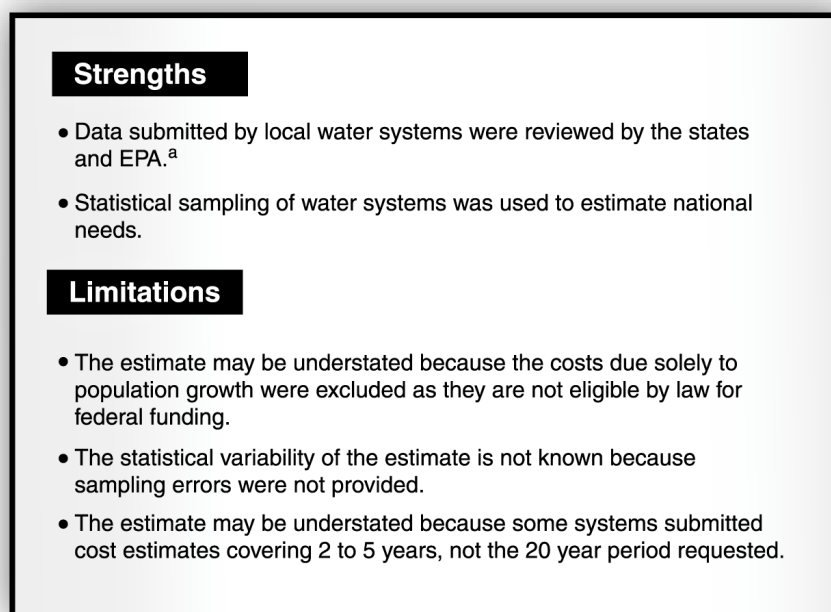 Strengths
• Data submitted by local water systems were reviewed by the states
and EPA.ᵃ
• Statistical sampling of water systems was used to estimate national
needs.
Limitations
• The estimate may be understated because the costs due solely to
population growth were excluded as they are not eligible by law for
federal funding.
• The statistical variability of the estimate is not known because
sampling errors were not provided.
• The estimate may be understated because some systems submitted
cost estimates covering 2 to 5 years, not the 20 year period requested.